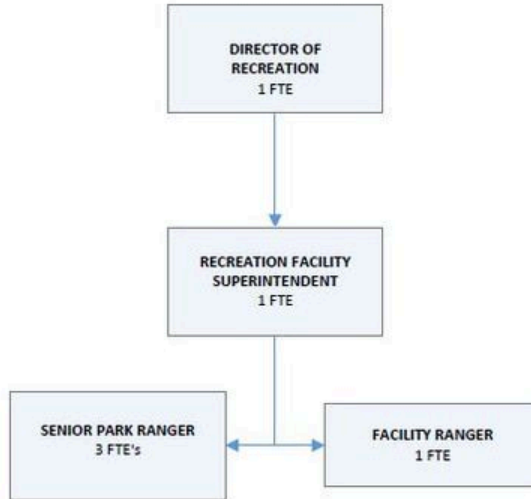 DIRECTOR OF
RECREATION
1 FTE
RECREATION FACILITY
SUPERINTENDENT
1 FTE
SENIOR PARK RANGER
3 FTE's
FACILITY RANGER
1 FTE